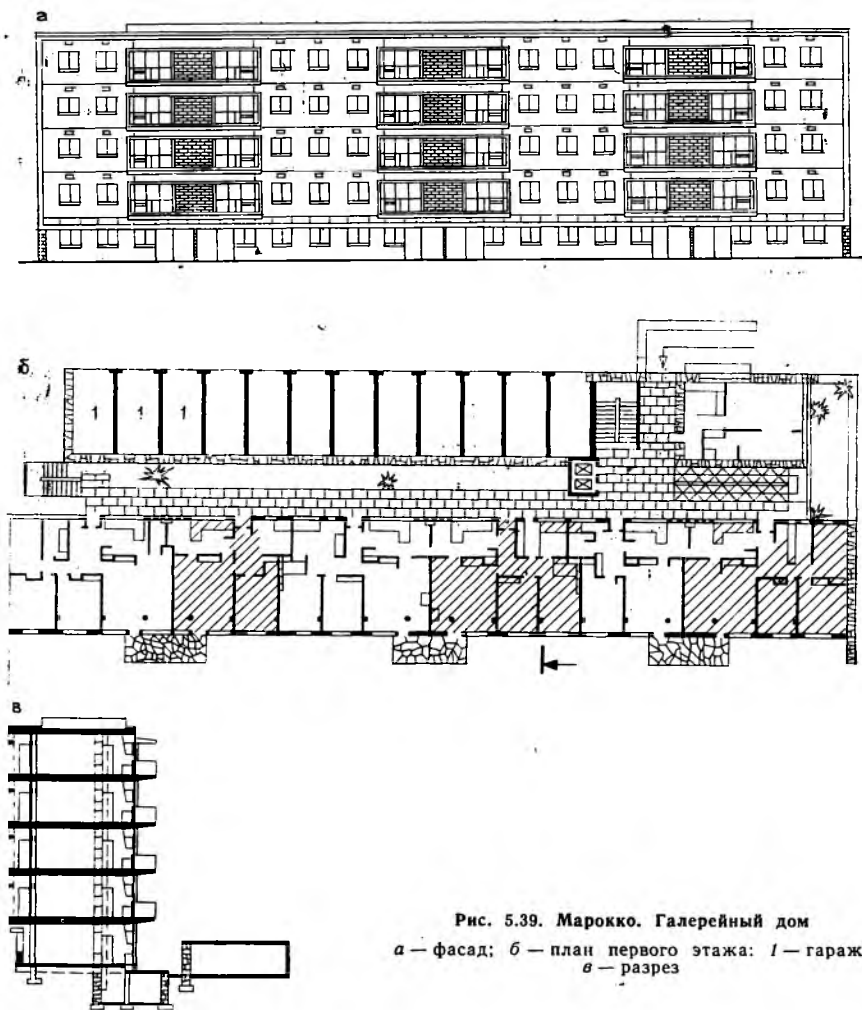 а
б
1 1 1
в
Рис. 5.39. Марокко. Галерейный дом
а — фасад; б — план первого этажа: 1 — гараж
в — разрез